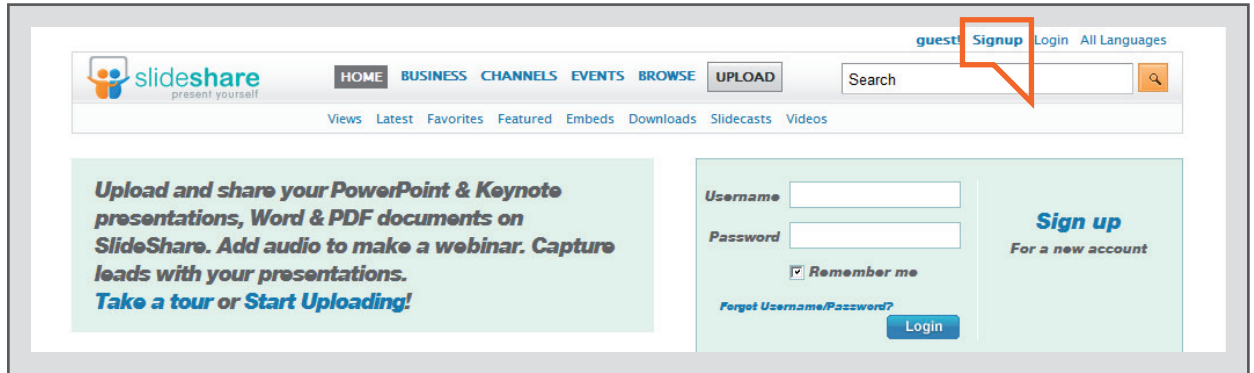 guest! Signup Login All Languages
slideshare
present yourself
HOME BUSINESS CHANNELS EVENTS BROWSE UPLOAD Search
Views Latest Favorites Featured Embeds Downloads Slidecasts Videos
Upload and share your PowerPoint & Keynote
presentations, Word & PDF documents on
SlideShare. Add audio to make a webinar. Capture
leads with your presentations.
Take a tour or Start Uploading!
Username
Password
Remember me
Forgot Username/Password?
Login
Sign up
For a new account